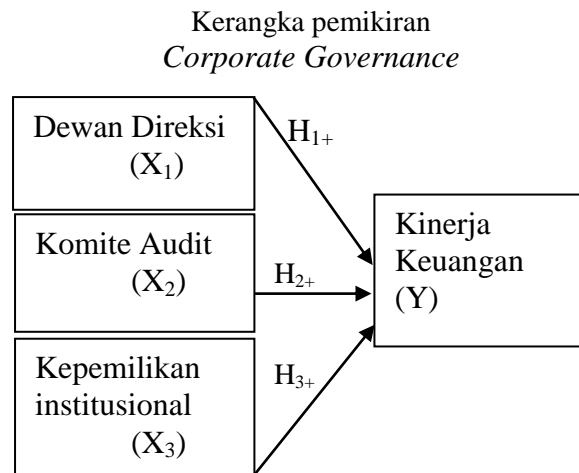 Kerangka pemikiran
Corporate Governance
Dewan Direksi
(X₁)
H₁₊
Komite Audit
(X₂)
H₂₊
Kepemilikan
institusional
(X₃)
H₃₊
Kinerja
Keuangan
(Y)